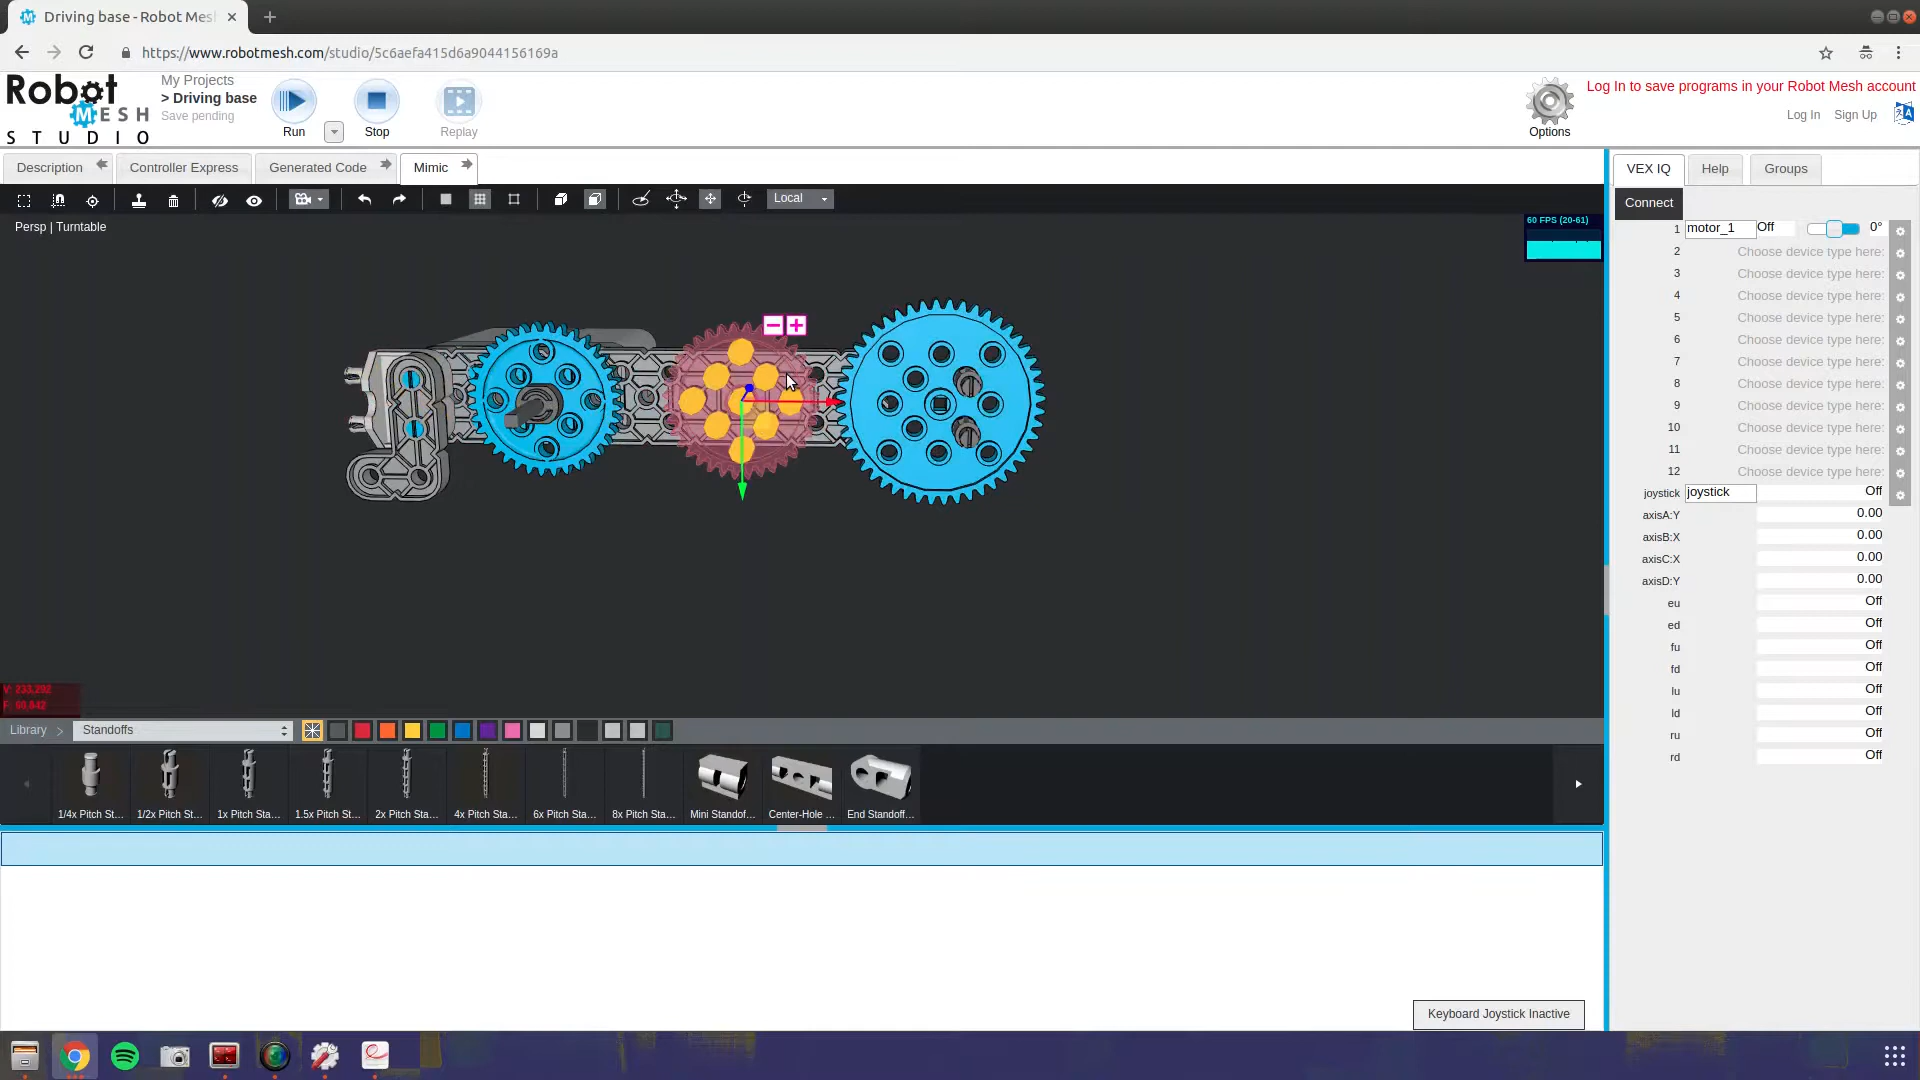 Driving base - Robot Mes
https://www.robotmesh.com/studio/5c6aefa415d6a9044156169a
Robot
MESH
STUDIO
My Projects
> Driving base
Save pending
Run
Stop
Replay
Options
Log In to save programs in your Robot Mesh account
Log In
Sign Up
Description
Controller Express
Generated Code
Mimic
Local
Persp | Turntable
60 FPS (20-61)
VEX IQ
Help
Groups
Connect
1 motor_1 Off 0°
2 Choose device type here:
3 Choose device type here:
4 Choose device type here:
5 Choose device type here:
6 Choose device type here:
7 Choose device type here:
8 Choose device type here:
9 Choose device type here:
10 Choose device type here:
11 Choose device type here:
12 Choose device type here:
joystick joystick Off
axisA:Y 0.00
axisB:X 0.00
axisC:X 0.00
axisD:Y 0.00
eu Off
ed Off
fu Off
fd Off
lu Off
ld Off
ru Off
rd Off
V: 233,202
Library > Standoffs
1/4x Pitch St...
1/2x Pitch St...
1x Pitch Sta...
1.5x Pitch St...
2x Pitch Sta...
4x Pitch Sta...
6x Pitch Sta...
8x Pitch Sta...
Mini Standof...
Center-Hole ...
End Standoff...
Keyboard Joystick Inactive